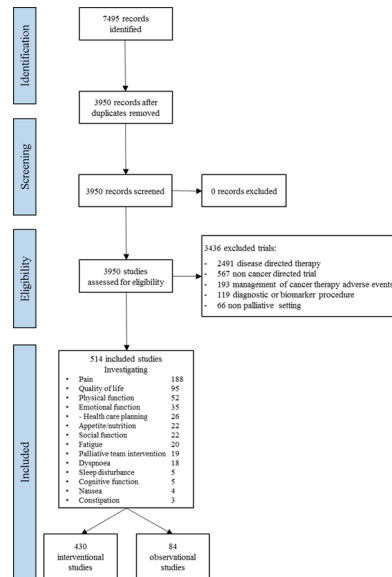 Identification
7495 records
identified
3950 records after
duplicates removed
Screening
3950 records screened
0 records excluded
Eligibility
3950 studies
assessed for eligibility
3436 excluded trials:
- 2491 disease directed therapy
- 567 non cancer directed trial
- 193 management of cancer therapy adverse events
- 119 diagnostic or biomarker procedure
- 66 non palliative setting
Included
514 included studies
Investigating
• Pain 188
• Quality of life 95
• Physical function 52
• Emotional function 35
• - Health care planning 26
• Appetite/nutrition 22
• Social function 22
• Fatigue 20
• Palliative team intervention 19
• Dyspnoea 18
• Sleep disturbance 5
• Cognitive function 5
• Nausea 4
• Constipation 3
430
interventional
studies
84
observational
studies